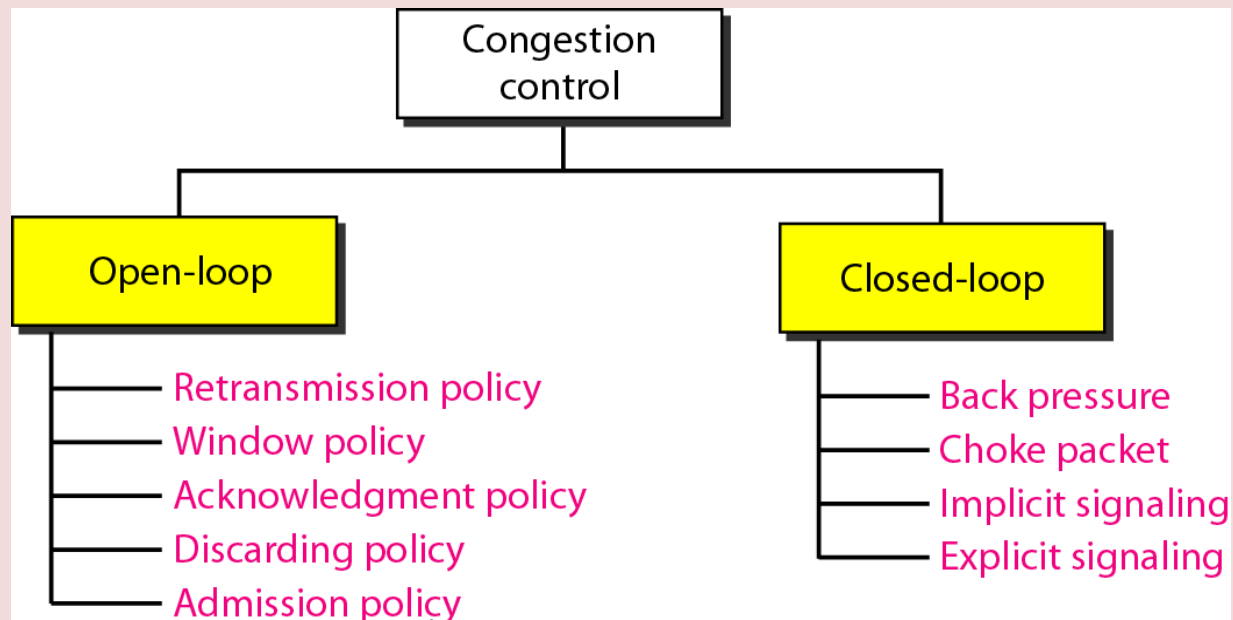 Congestion
control
Open-loop
Closed-loop
Retransmission policy
Window policy
Acknowledgment policy
Discarding policy
Admission policy
Back pressure
Choke packet
Implicit signaling
Explicit signaling